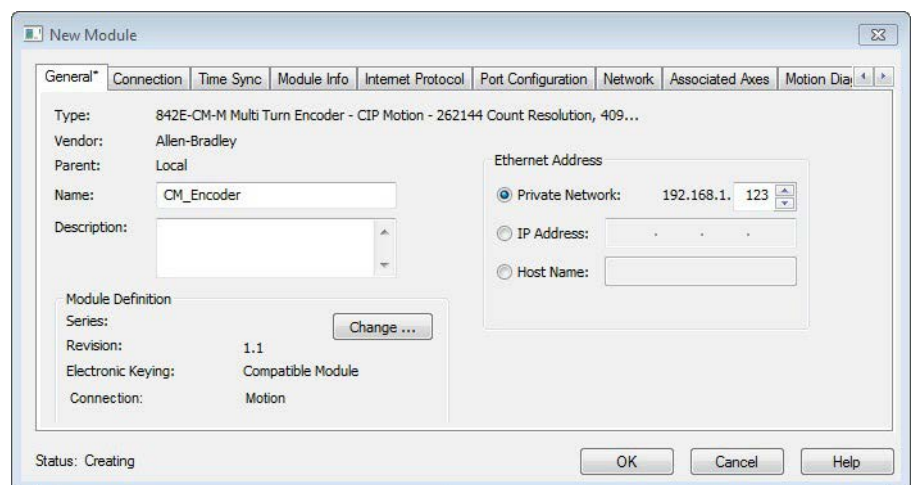 New Module
General* Connection Time Sync Module Info Internet Protocol Port Configuration Network Associated Axes Motion Diag
Type: 842E-CM-M Multi Turn Encoder - CIP Motion - 262144 Count Resolution, 409...
Vendor: Allen-Bradley
Parent: Local
Name: CM_Encoder
Description:
Module Definition
Series:
Change ...
Revision: 1.1
Electronic Keying: Compatible Module
Connection: Motion
Ethernet Address
Private Network: 192.168.1. 123
IP Address: . . .
Host Name:
Status: Creating
OK Cancel Help